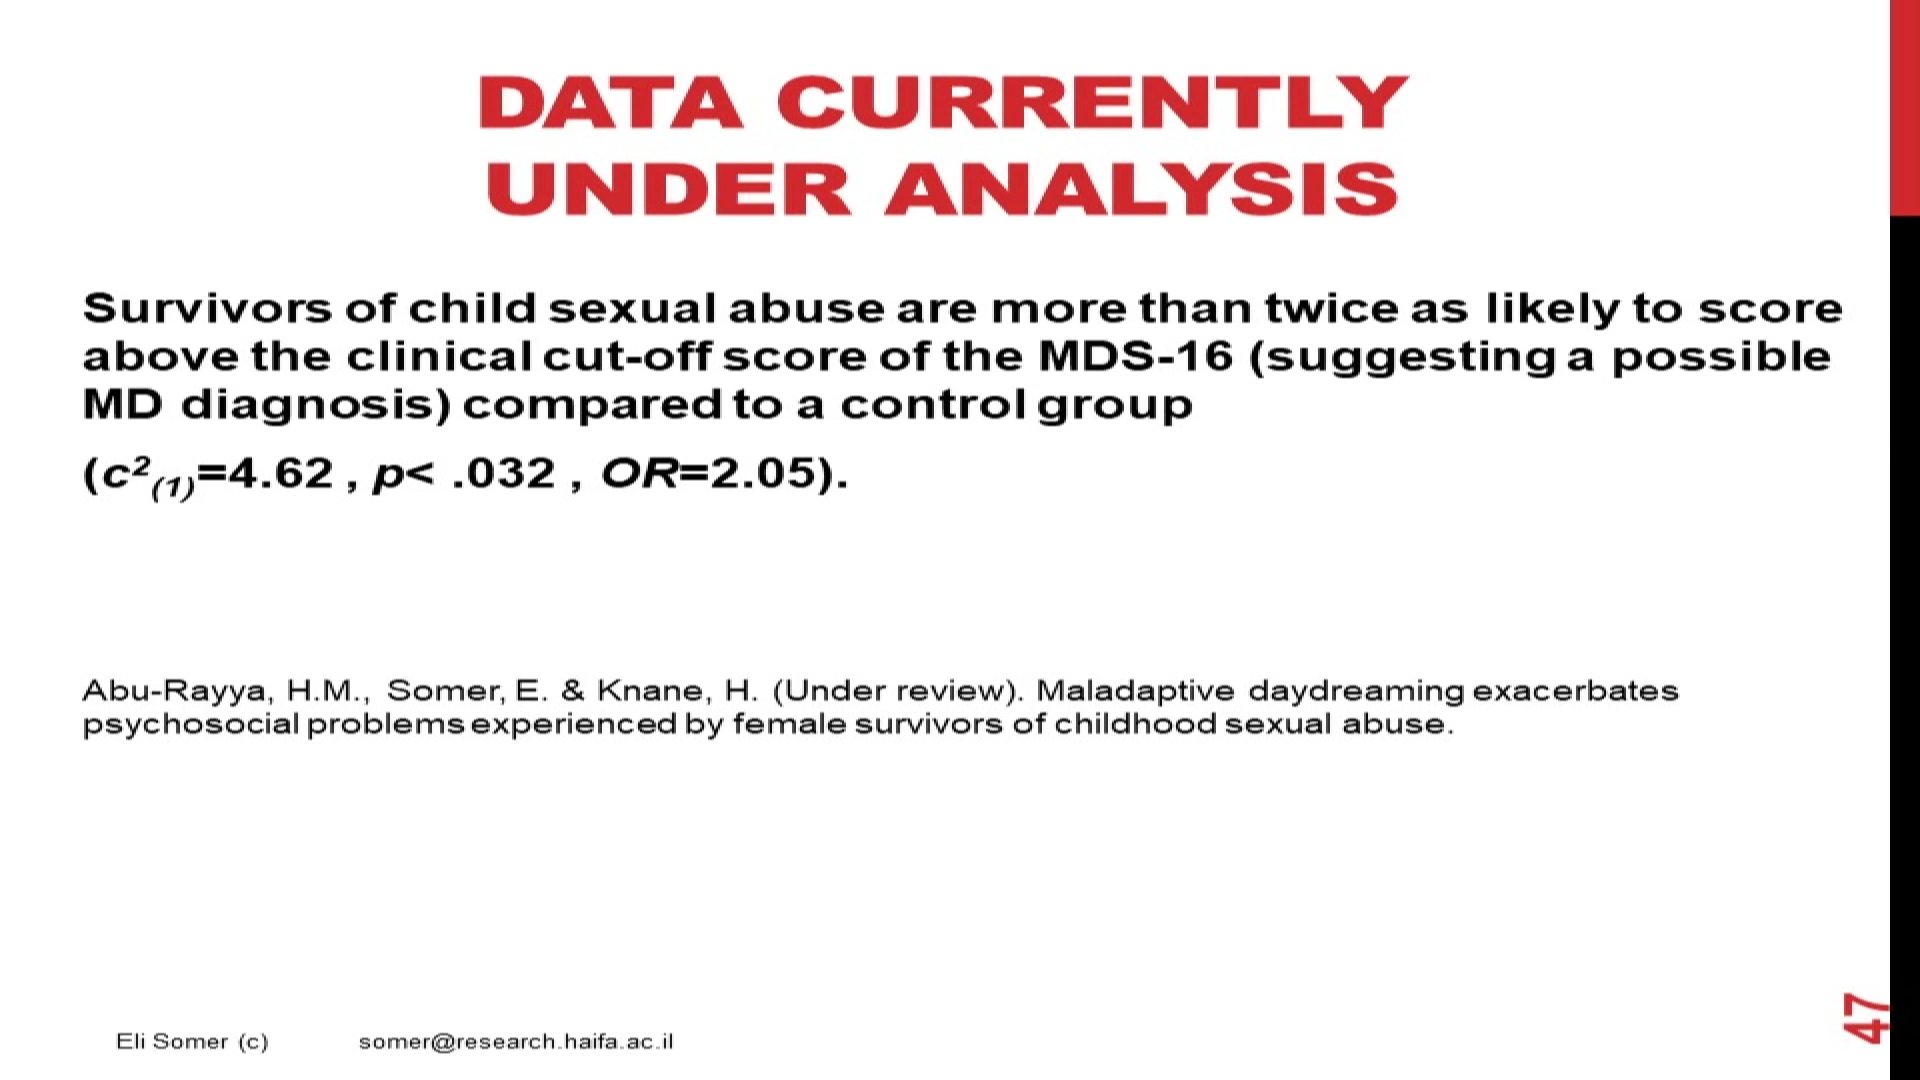 DATA CURRENTLY
UNDER ANALYSIS
Survivors of child sexual abuse are more than twice as likely to score
above the clinical cut-off score of the MDS-16 (suggesting a possible
MD diagnosis) compared to a control group
(c²₍₁₎=4.62 , p< .032 , OR=2.05).
Abu-Rayya, H.M., Somer, E. & Knane, H. (Under review). Maladaptive daydreaming exacerbates
psychosocial problems experienced by female survivors of childhood sexual abuse.
Eli Somer (c) somer@research.haifa.ac.il
47